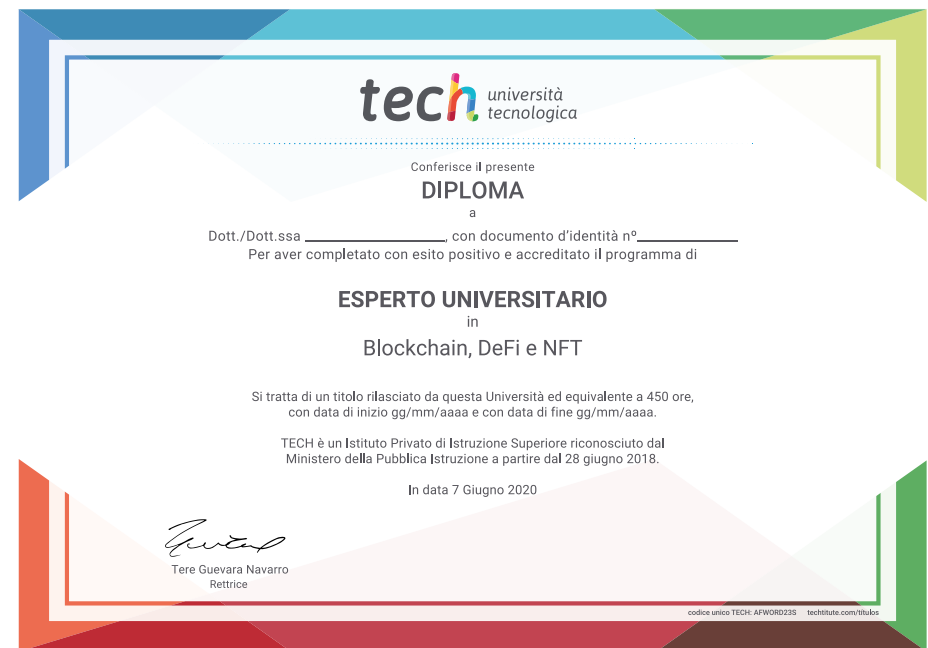 tech università
tecnologica
Conferisce il presente
DIPLOMA
a
Dott./Dott.ssa ____________________, con documento d'identità nº______________
Per aver completato con esito positivo e accreditato il programma di
ESPERTO UNIVERSITARIO
in
Blockchain, DeFi e NFT
Si tratta di un titolo rilasciato da questa Università ed equivalente a 450 ore,
con data di inizio gg/mm/aaaa e con data di fine gg/mm/aaaa.
TECH è un Istituto Privato di Istruzione Superiore riconosciuto dal
Ministero della Pubblica Istruzione a partire dal 28 giugno 2018.
In data 7 Giugno 2020
Tere Guevara Navarro
Rettrice
codice unico TECH: AFWORD23S techtitute.com/titulos